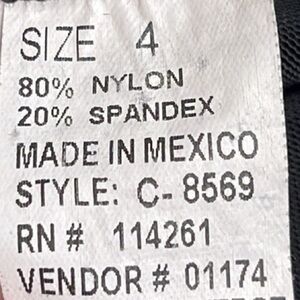 SIZE 4
80% NYLON
20% SPANDEX
MADE IN MEXICO
STYLE: C-8569
RN # 114261
VENDOR # 01174